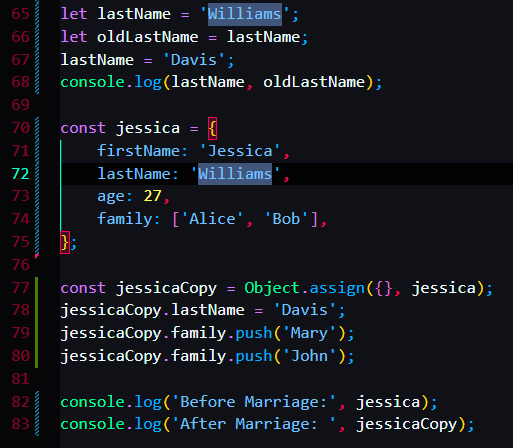 65 let lastName = 'Williams';
66 let oldLastName = lastName;
67 lastName = 'Davis';
68 console.log(lastName, oldLastName);
69
70 const jessica = {
71     firstName: 'Jessica',
72     lastName: 'Williams',
73     age: 27,
74     family: ['Alice', 'Bob'],
75 };
76
77 const jessicaCopy = Object.assign({}, jessica);
78 jessicaCopy.lastName = 'Davis';
79 jessicaCopy.family.push('Mary');
80 jessicaCopy.family.push('John');
81
82 console.log('Before Marriage:', jessica);
83 console.log('After Marriage: ', jessicaCopy);